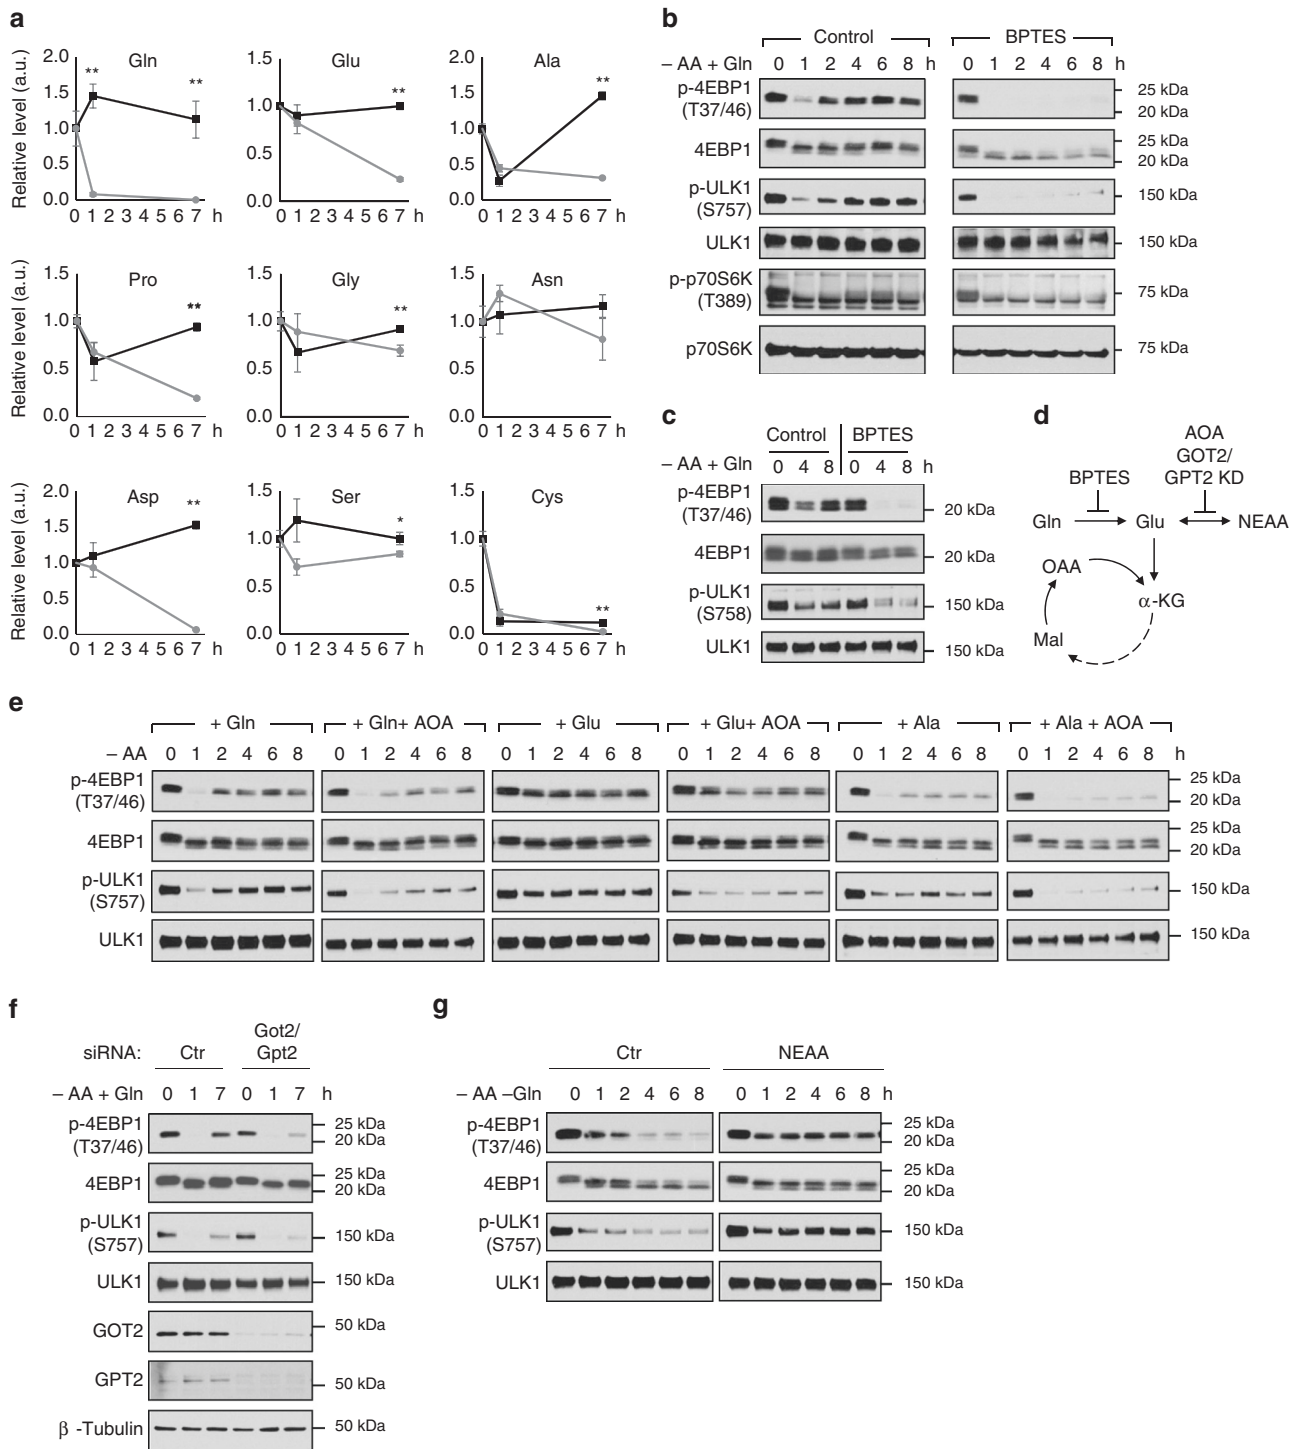 a
Relative level (a.u.)
2.0
1.5
1.0
0.5
0.0
Gln
**
**
0 1 2 3 4 5 6 7 h
1.5
1.0
0.5
0.0
Glu
**
0 1 2 3 4 5 6 7 h
2.0
1.5
1.0
0.5
0.0
Ala
**
0 1 2 3 4 5 6 7 h
Relative level (a.u.)
1.5
1.0
0.5
0.0
Pro
**
0 1 2 3 4 5 6 7 h
1.5
1.0
0.5
0.0
Gly
**
0 1 2 3 4 5 6 7 h
1.5
1.0
0.5
0.0
Asn
0 1 2 3 4 5 6 7 h
Relative level (a.u.)
2.0
1.5
1.0
0.5
0.0
Asp
**
0 1 2 3 4 5 6 7 h
1.5
1.0
0.5
0.0
Ser
*
0 1 2 3 4 5 6 7 h
1.5
1.0
0.5
0.0
Cys
**
0 1 2 3 4 5 6 7 h
b
Control BPTES
– AA + Gln 0 1 2 4 6 8 h 0 1 2 4 6 8 h
p-4EBP1
(T37/46)
25 kDa
20 kDa
4EBP1
25 kDa
20 kDa
p-ULK1
(S757)
150 kDa
ULK1
150 kDa
p-p70S6K
(T389)
75 kDa
p70S6K
75 kDa
c
Control BPTES
– AA + Gln 0 4 8 0 4 8 h
p-4EBP1
(T37/46)
20 kDa
4EBP1
20 kDa
p-ULK1
(S758)
150 kDa
ULK1
150 kDa
d
AOA
GOT2/
GPT2 KD
BPTES
Gln Glu NEAA
OAA
α-KG
Mal
e
+ Gln + Gln+ AOA + Glu + Glu+ AOA + Ala + Ala + AOA
– AA 0 1 2 4 6 8 0 1 2 4 6 8 0 1 2 4 6 8 0 1 2 4 6 8 0 1 2 4 6 8 0 1 2 4 6 8 h
p-4EBP1
(T37/46)
25 kDa
20 kDa
4EBP1
25 kDa
20 kDa
p-ULK1
(S757)
150 kDa
ULK1
150 kDa
f
siRNA: Ctr Got2/
Gpt2
– AA + Gln 0 1 7 0 1 7 h
p-4EBP1
(T37/46)
25 kDa
20 kDa
4EBP1
25 kDa
20 kDa
p-ULK1
(S757)
150 kDa
ULK1
150 kDa
GOT2
50 kDa
GPT2
50 kDa
β -Tubulin
50 kDa
g
Ctr NEAA
– AA –Gln 0 1 2 4 6 8 0 1 2 4 6 8 h
p-4EBP1
(T37/46)
25 kDa
20 kDa
4EBP1
25 kDa
20 kDa
p-ULK1
(S757)
150 kDa
ULK1
150 kDa